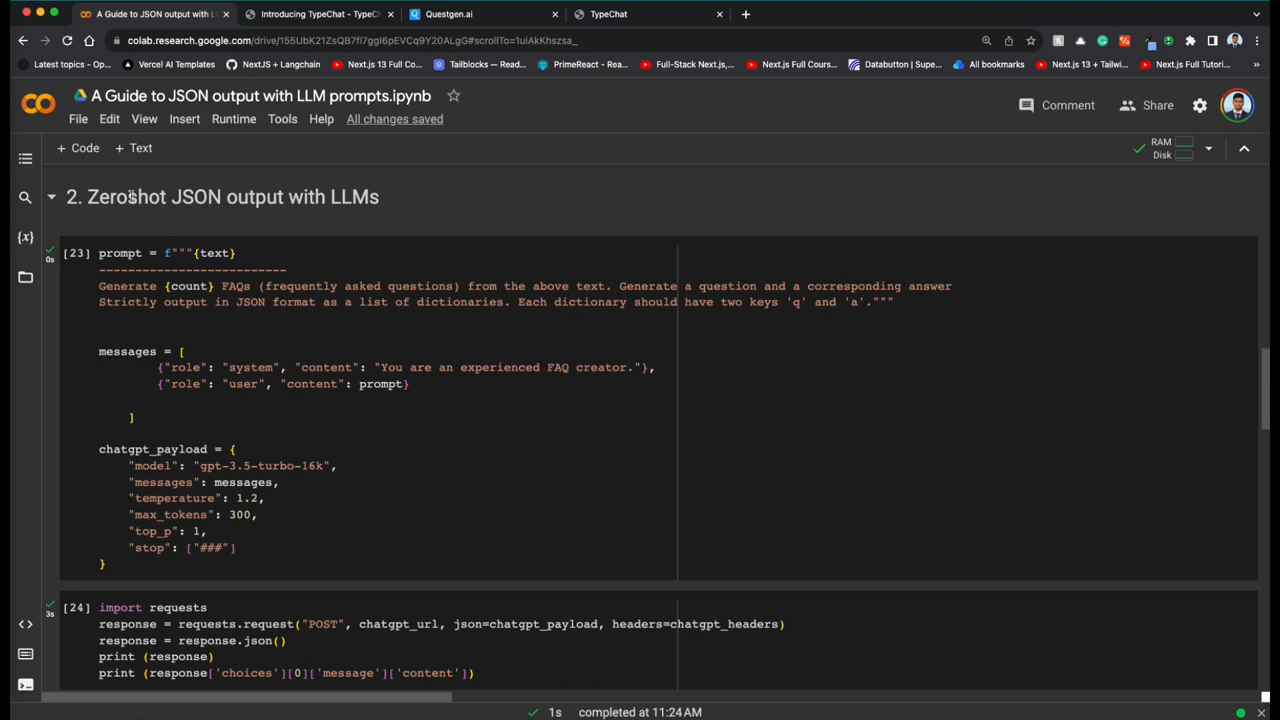 A Guide to JSON output with L
Introducing TypeChat - TypeC
Questgen.ai
TypeChat
colab.research.google.com/drive/155UbK21ZsQB7fI7ggI6pEVCq9Y20ALgG#scrollTo=1uiAkKhszsa_
Latest topics - Op...
Vercel AI Templates
NextJS + Langchain
Next.js 13 Full Co...
Tailblocks — Read...
PrimeReact - Rea...
Full-Stack Next.js,...
Next.js Full Cours...
Databutton | Supe...
All bookmarks
Next.js 13 + Tailwi...
Next.js Full Tutori...
»
A Guide to JSON output with LLM prompts.ipynb
Comment
Share
File Edit View Insert Runtime Tools Help All changes saved
+ Code + Text
RAM
Disk
2. Zeroshot JSON output with LLMs
[23] prompt = f"""{text}
0s
--------------------------
Generate {count} FAQs (frequently asked questions) from the above text. Generate a question and a corresponding answer
Strictly output in JSON format as a list of dictionaries. Each dictionary should have two keys 'q' and 'a'."""
messages = [
{"role": "system", "content": "You are an experienced FAQ creator."},
{"role": "user", "content": prompt}
]
chatgpt_payload = {
"model": "gpt-3.5-turbo-16k",
"messages": messages,
"temperature": 1.2,
"max_tokens": 300,
"top_p": 1,
"stop": ["###"]
}
[24] import requests
3s
response = requests.request("POST", chatgpt_url, json=chatgpt_payload, headers=chatgpt_headers)
response = response.json()
print (response)
print (response['choices'][0]['message']['content'])
1s completed at 11:24 AM